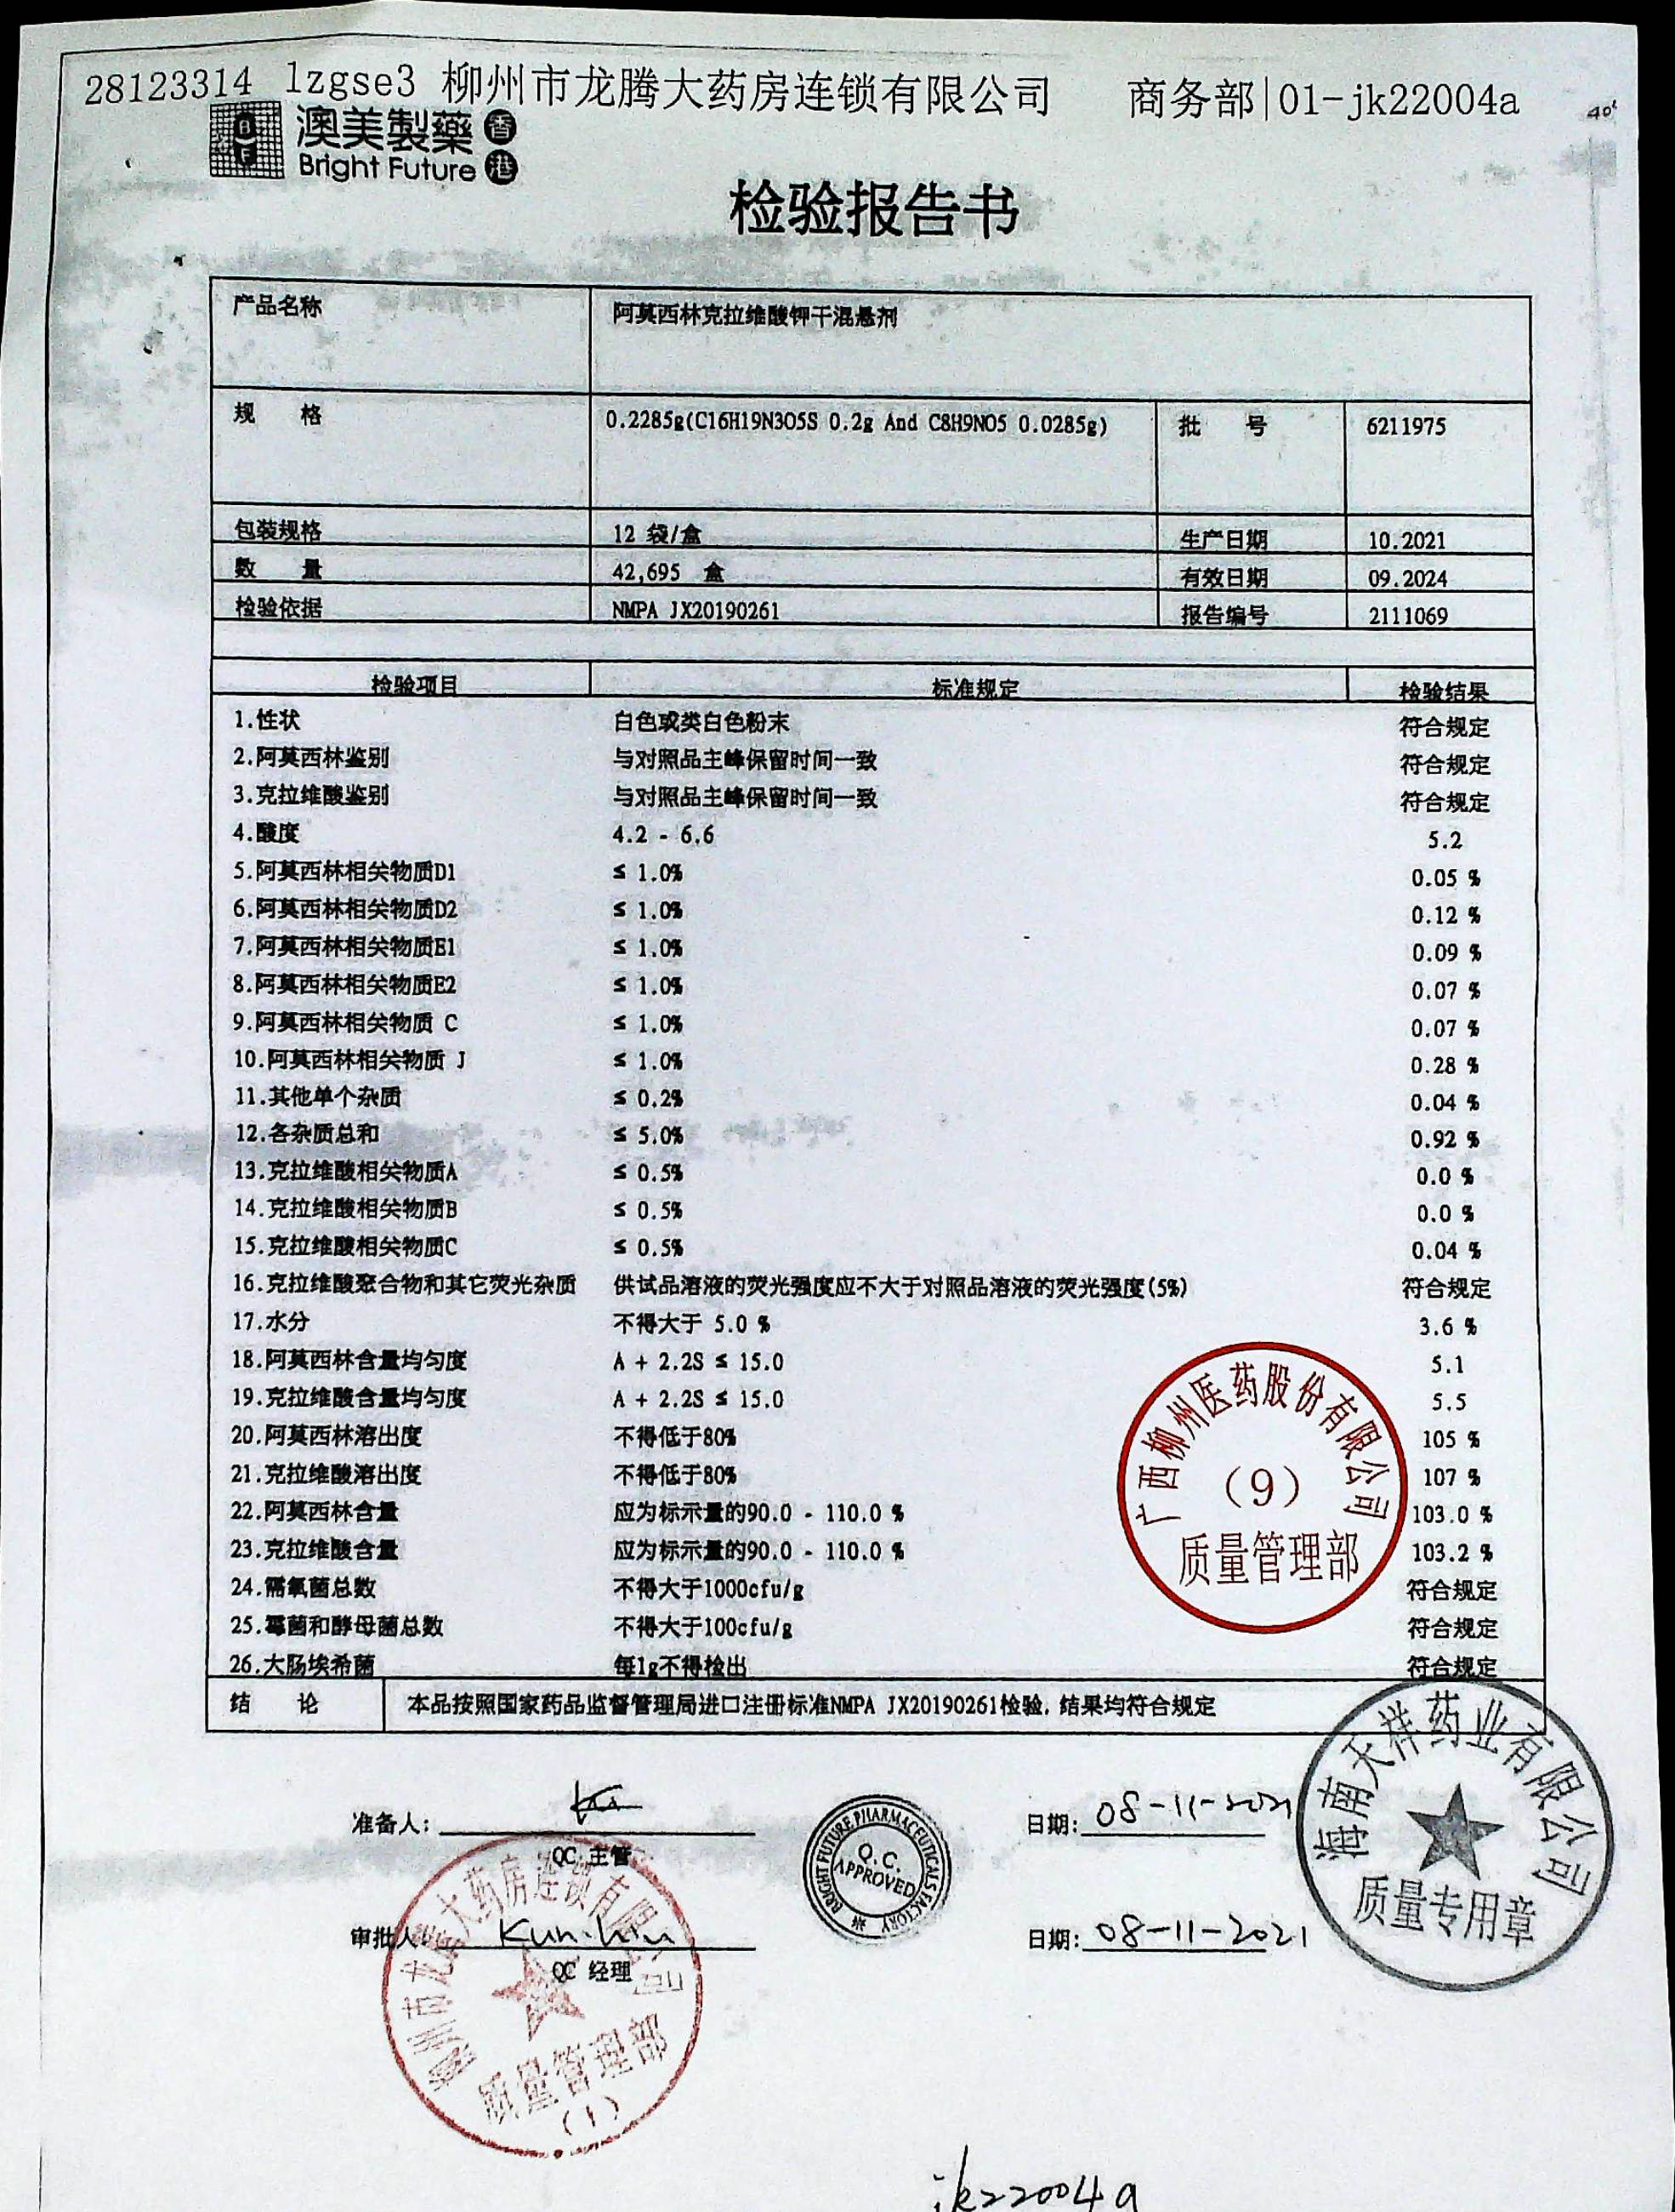 28123314 lzgse3 柳州市龙腾大药房连锁有限公司 商务部|01-jk22004a
澳美製藥 香港
BF
Bright Future
检验报告书
产品名称 阿莫西林克拉维酸钾干混悬剂
规 格 0.2285g(C16H19N3O5S 0.2g And C8H9NO5 0.0285g) 批 号 6211975
包装规格 12 袋/盒 生产日期 10.2021
数 量 42,695 盒 有效日期 09.2024
检验依据 NMPA JX20190261 报告编号 2111069
检验项目 标准规定 检验结果
1.性状 白色或类白色粉末 符合规定
2.阿莫西林鉴别 与对照品主峰保留时间一致 符合规定
3.克拉维酸鉴别 与对照品主峰保留时间一致 符合规定
4.酸度 4.2 - 6.6 5.2
5.阿莫西林相关物质D1 ≤ 1.0% 0.05 %
6.阿莫西林相关物质D2 ≤ 1.0% 0.12 %
7.阿莫西林相关物质E1 ≤ 1.0% 0.09 %
8.阿莫西林相关物质E2 ≤ 1.0% 0.07 %
9.阿莫西林相关物质 C ≤ 1.0% 0.07 %
10.阿莫西林相关物质 J ≤ 1.0% 0.28 %
11.其他单个杂质 ≤ 0.2% 0.04 %
12.各杂质总和 ≤ 5.0% 0.92 %
13.克拉维酸相关物质A ≤ 0.5% 0.0 %
14.克拉维酸相关物质B ≤ 0.5% 0.0 %
15.克拉维酸相关物质C ≤ 0.5% 0.04 %
16.克拉维酸聚合物和其它荧光杂质 供试品溶液的荧光强度应不大于对照品溶液的荧光强度(5%) 符合规定
17.水分 不得大于 5.0 % 3.6 %
18.阿莫西林含量均匀度 A + 2.2S ≤ 15.0 5.1
19.克拉维酸含量均匀度 A + 2.2S ≤ 15.0 5.5
20.阿莫西林溶出度 不得低于80% 105 %
21.克拉维酸溶出度 不得低于80% 107 %
22.阿莫西林含量 应为标示量的90.0 - 110.0 % 103.0 %
23.克拉维酸含量 应为标示量的90.0 - 110.0 % 103.2 %
24.需氧菌总数 不得大于1000cfu/g 符合规定
25.霉菌和酵母菌总数 不得大于100cfu/g 符合规定
26.大肠埃希菌 每1g不得检出 符合规定
广西柳州医药股份有限公司
(9)
质量管理部
结 论 本品按照国家药品监督管理局进口注册标准NMPA JX20190261检验, 结果均符合规定
准备人: 日期: 08-11-2021
QC 主管
审批人: 日期: 08-11-2021
QC 经理
BRIGHT FUTURE PHARMACEUTICALS FACTORY
Q.C.
APPROVED
海南天祥药业有限公司
质量专用章
柳州市龙腾大药房连锁有限公司
质量管理部
(1)
jk22004a